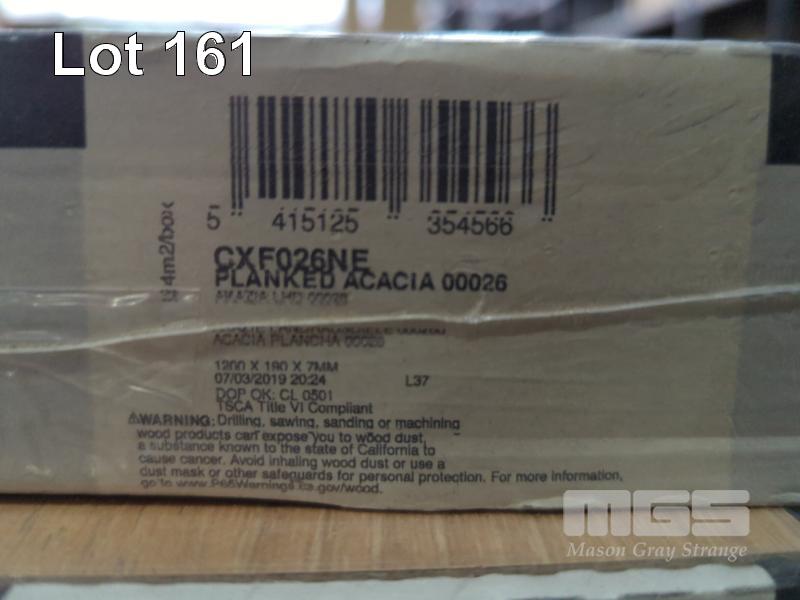 Lot 161
4m2/box
5 415125 354566
CXF026NE
PLANKED ACACIA 00026
ACACIA PLANCHA 00026
1200 X 190 X 7MM
07/03/2019 20:24 L37
DOP OK: CL 0501
TSCA Title VI Compliant
⚠WARNING: Drilling, sawing, sanding or machining
wood products can expose you to wood dust,
a substance known to the state of California to
cause cancer. Avoid inhaling wood dust or use a
dust mask or other safeguards for personal protection. For more information,
go to www.P65Warnings.ca.gov/wood.
MGS
Mason Gray Strange